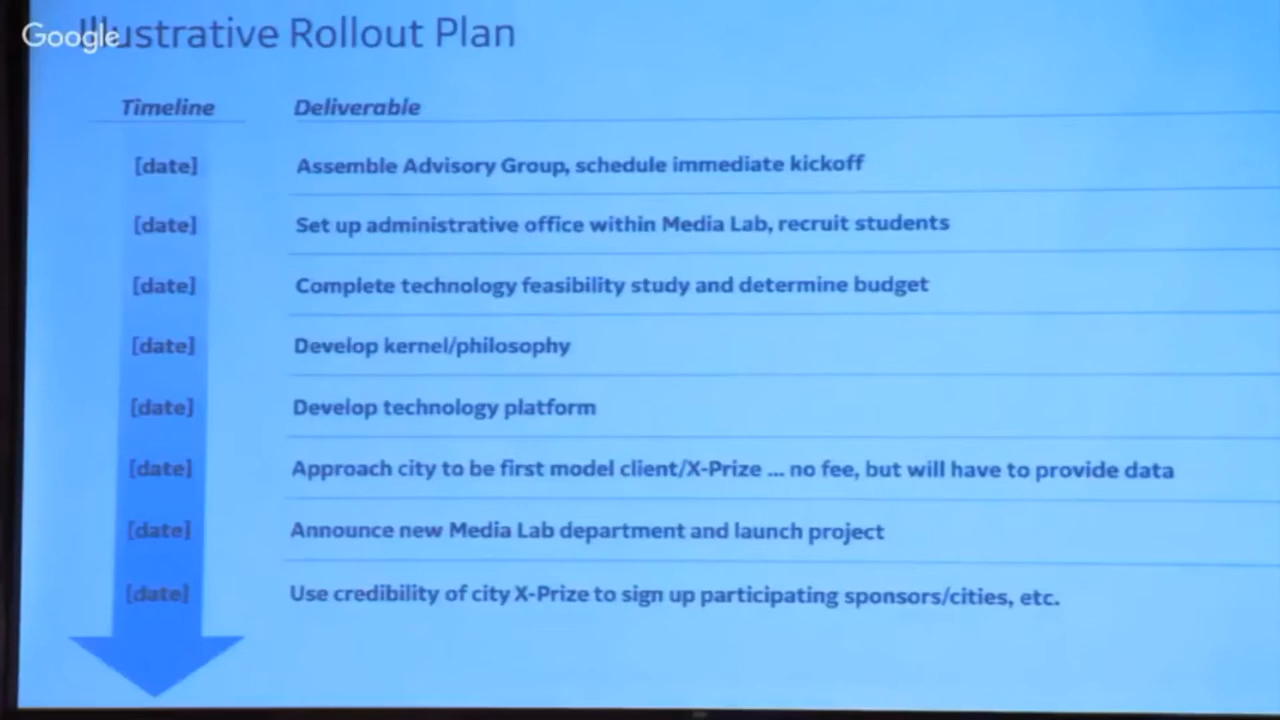 Google
Illustrative Rollout Plan
Timeline Deliverable
[date] Assemble Advisory Group, schedule immediate kickoff
[date] Set up administrative office within Media Lab, recruit students
[date] Complete technology feasibility study and determine budget
[date] Develop kernel/philosophy
[date] Develop technology platform
[date] Approach city to be first model client/X-Prize ... no fee, but will have to provide data
[date] Announce new Media Lab department and launch project
[date] Use credibility of city X-Prize to sign up participating sponsors/cities, etc.